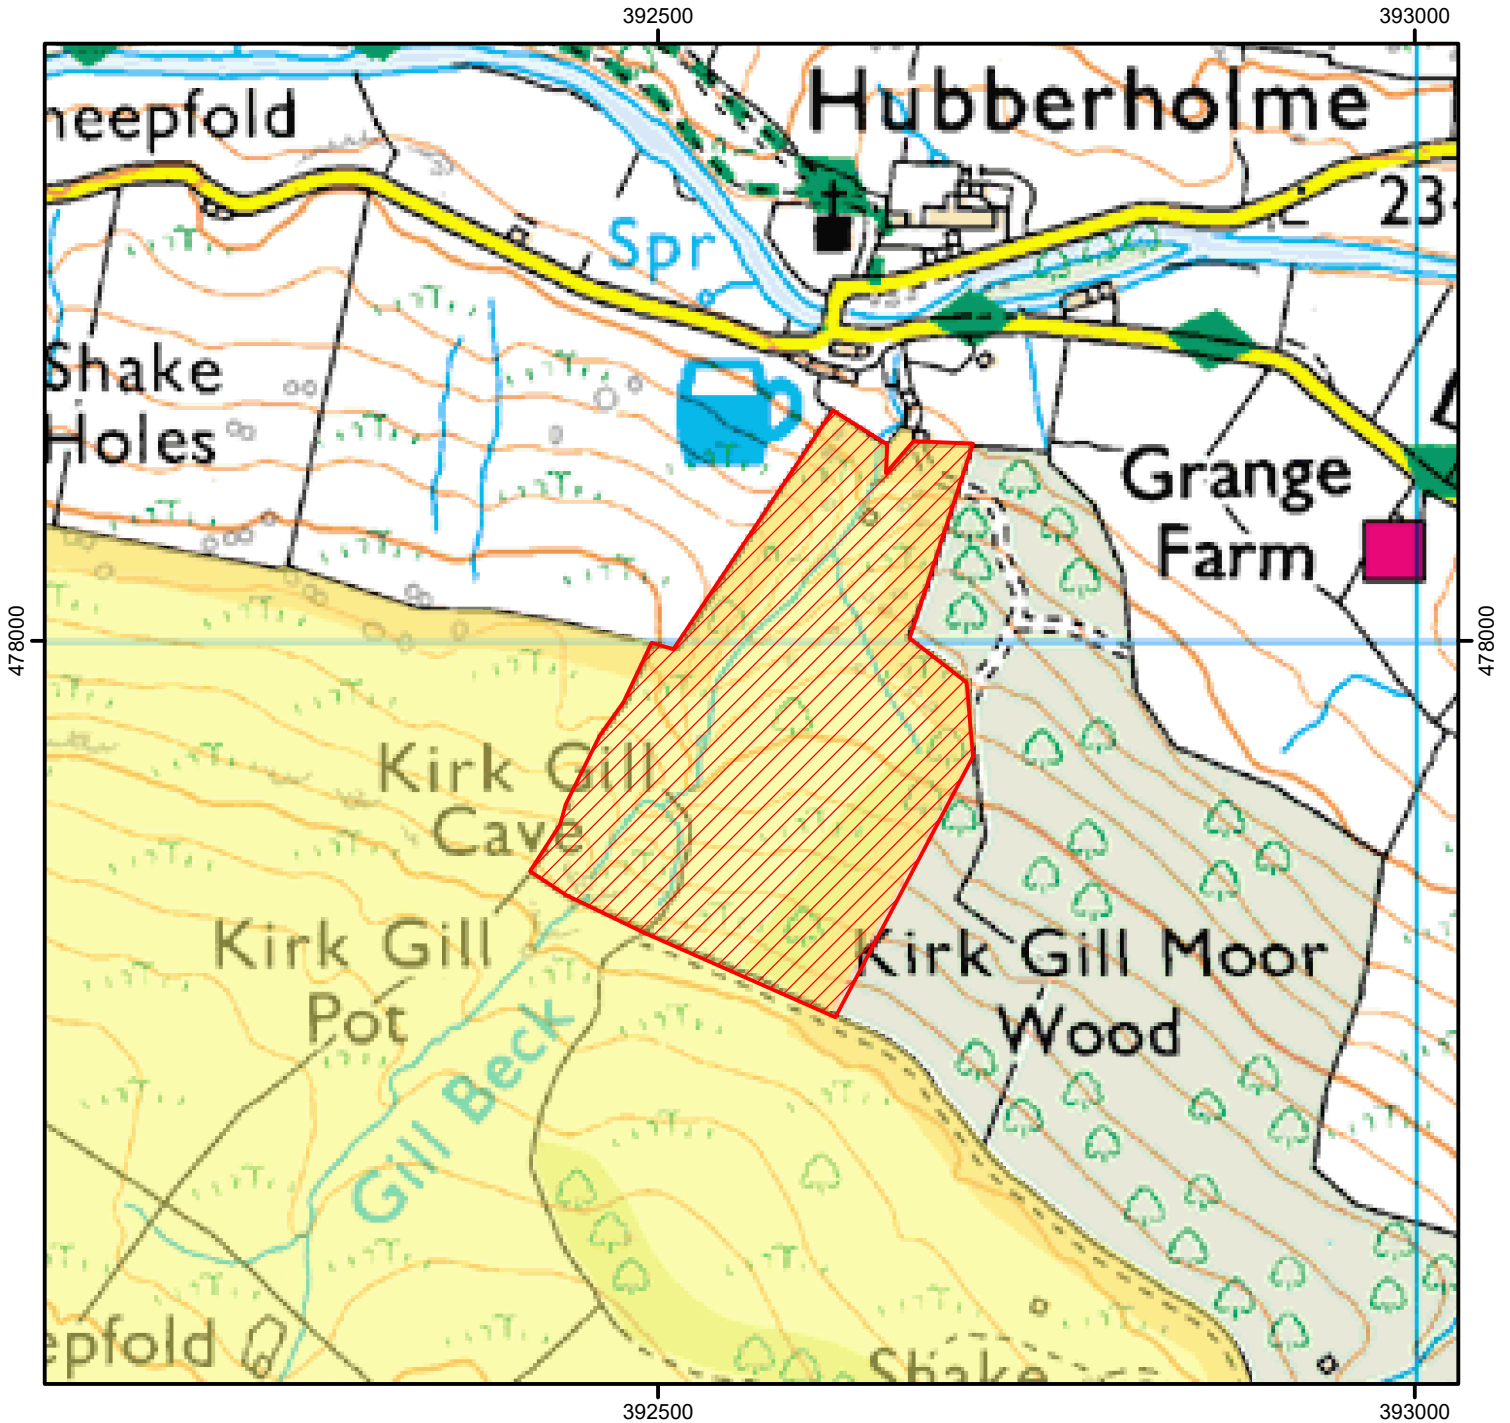 392500
393000
Hubberholme
heepfold
23
Spr
Shake
Holes
Grange
Farm
478000
478000
Kirk Gill
Cave
Kirk Gill
Pot
Kirk Gill Moor
Wood
Gill Beck
epfold
Shake
392500
393000